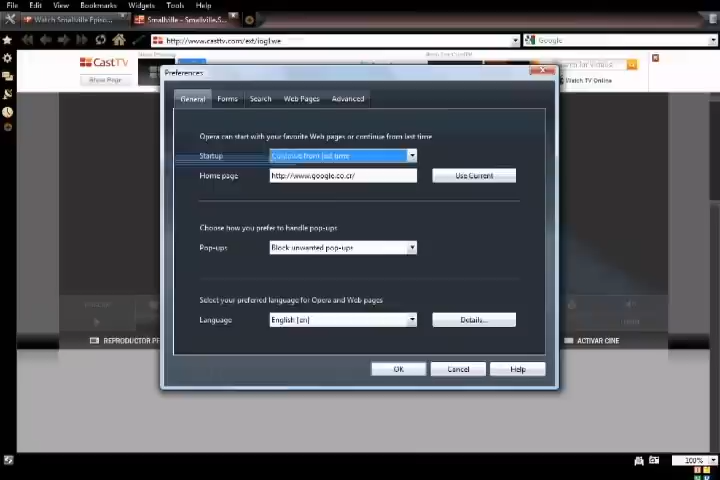 File Edit View Bookmarks Widgets Tools Help
Watch Smallville Episo...
Smallville - Smallville.S...
http://www.casttv.com/ext/iog1we
Google
CastTV
Show Page
Watch TV Online
Preferences
General Forms Search Web Pages Advanced
Opera can start with your favorite Web pages or continue from last time
Startup Continue from last time
Home page http://www.google.co.cr/ Use Current
Choose how you prefer to handle pop-ups
Pop-ups Block unwanted pop-ups
Select your preferred language for Opera and Web pages
Language English [en] Details...
REPRODUCTOR
ACTIVAR CINE
OK Cancel Help
100%